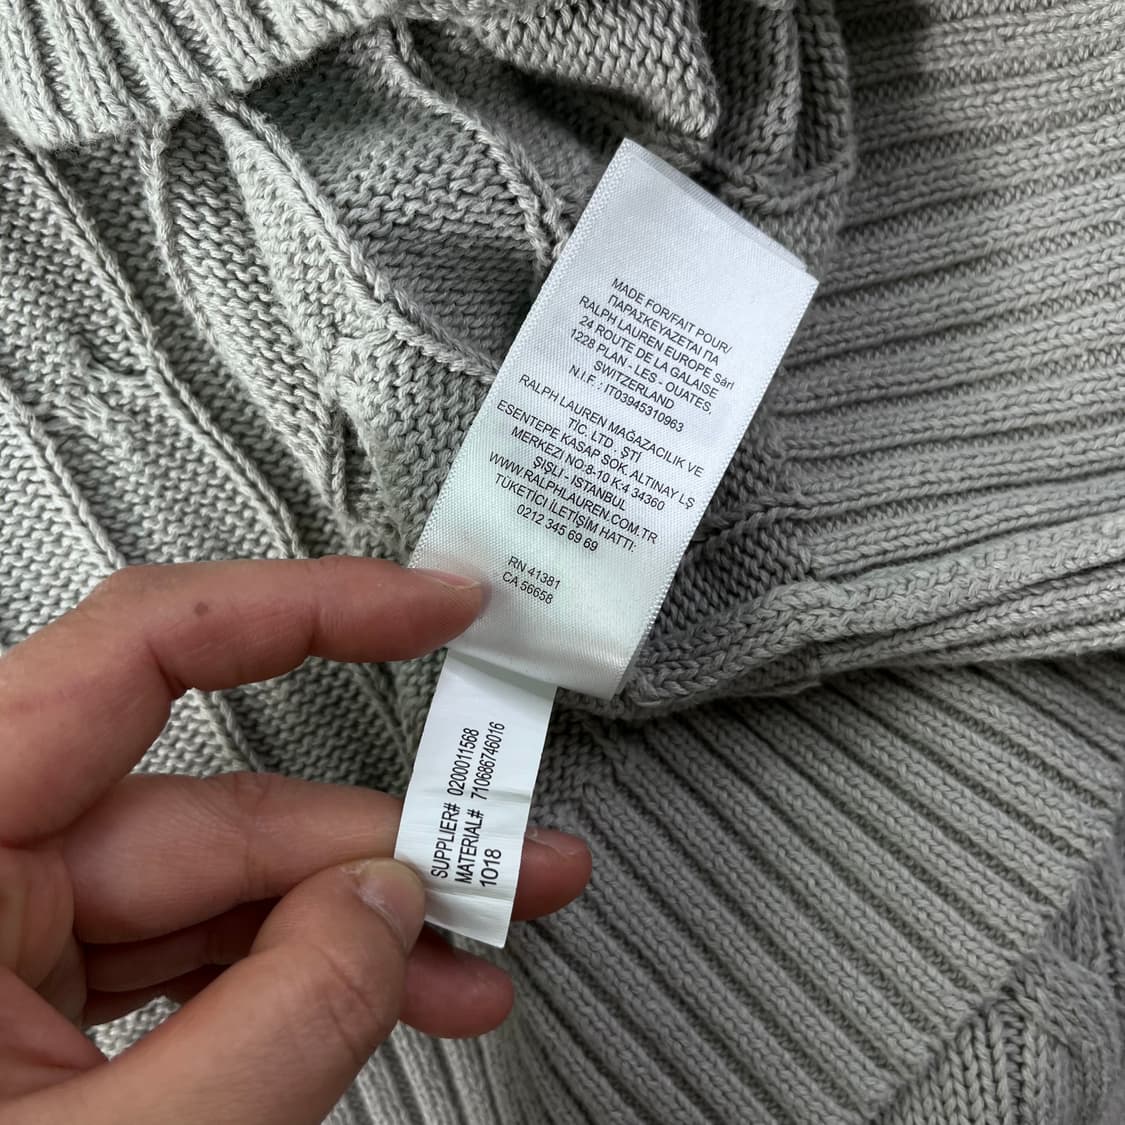 MADE FOR/FAIT POUR/
ΠΑΡΑΣΚΕΥΑΖΕΤΑΙ ΠΑ
RALPH LAUREN EUROPE Sàrl
24 ROUTE DE LA GALAISE
1228 PLAN - LES - OUATES,
SWITZERLAND
N.I.F. : IT03945310963
RALPH LAUREN MAĞAZACILIK VE
TİC. LTD. ŞTİ
ESENTEPE KASAP SOK. ALTINAY LŞ
MERKEZİ NO:8-10 K:4 34360
ŞİŞLİ - ISTANBUL
WWW.RALPHLAUREN.COM.TR
TÜKETİCİ İLETİŞİM HATTI:
0212 345 69 69
RN 41381
CA 56658
SUPPLIER# 0200011568
MATERIAL# 710686746016
1018